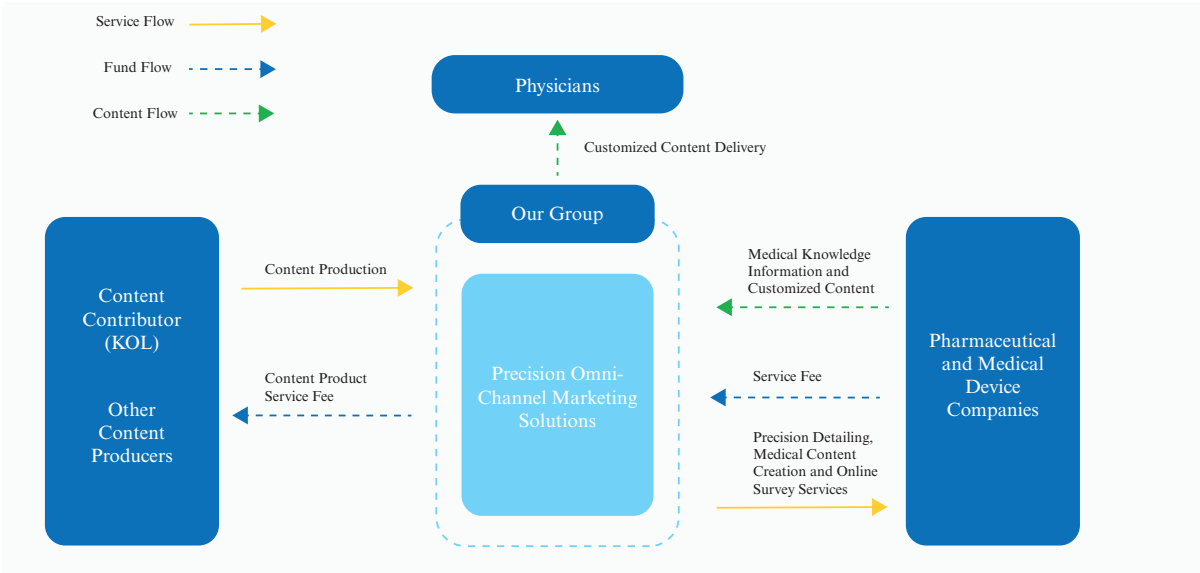 Service Flow
Fund Flow
Content Flow
Physicians
Customized Content Delivery
Our Group
Content
Contributor
(KOL)
Other
Content
Producers
Content Production
Content Product
Service Fee
Precision Omni-
Channel Marketing
Solutions
Medical Knowledge
Information and
Customized Content
Service Fee
Precision Detailing,
Medical Content
Creation and Online
Survey Services
Pharmaceutical
and Medical
Device
Companies